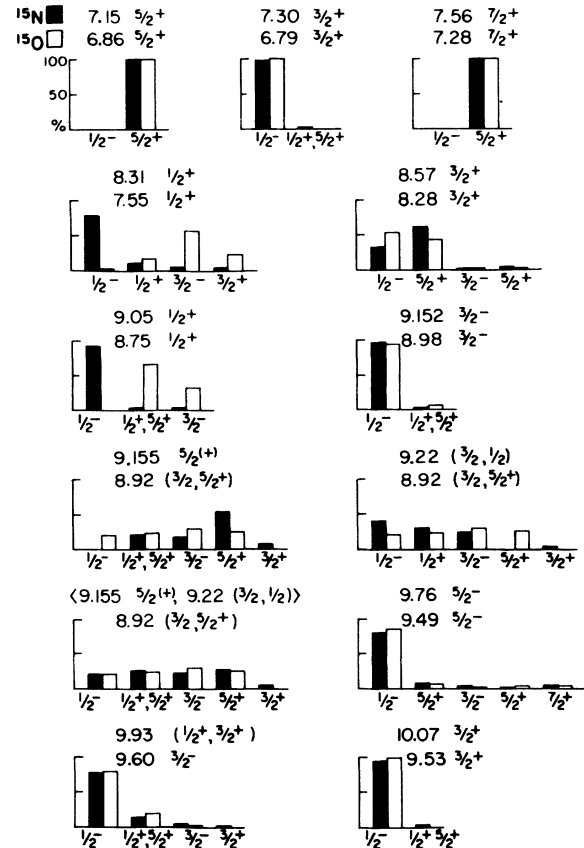 ¹⁵N 7.15 5/2+ 7.30 3/2+ 7.56 7/2+
¹⁵O 6.86 5/2+ 6.79 3/2+ 7.28 7/2+
100
50
%
1/2− 5/2+ 1/2− 1/2+,5/2+ 1/2− 5/2+
8.31 1/2+ 8.57 3/2+
7.55 1/2+ 8.28 3/2+
1/2− 1/2+ 3/2− 3/2+ 1/2− 5/2+ 3/2− 5/2+
9.05 1/2+ 9.152 3/2−
8.75 1/2+ 8.98 3/2−
1/2− 1/2+,5/2+ 3/2− 1/2− 1/2+,5/2+
9.155 5/2(+) 9.22 (3/2,1/2)
8.92 (3/2,5/2+) 8.92 (3/2,5/2+)
1/2− 1/2+,5/2+ 3/2− 5/2+ 3/2+ 1/2− 1/2+ 3/2− 5/2+ 3/2+
⟨9.155 5/2(+), 9.22 (3/2,1/2)⟩ 9.76 5/2−
8.92 (3/2,5/2+) 9.49 5/2−
1/2− 1/2+,5/2+ 3/2− 5/2+ 3/2+ 1/2− 1/2+,5/2+ 3/2− 5/2+ 7/2+
9.93 (1/2+,3/2+) 10.07 3/2+
9.60 3/2− 9.53 3/2+
1/2− 1/2+,5/2+ 3/2− 3/2+ 1/2− 1/2+ 5/2+